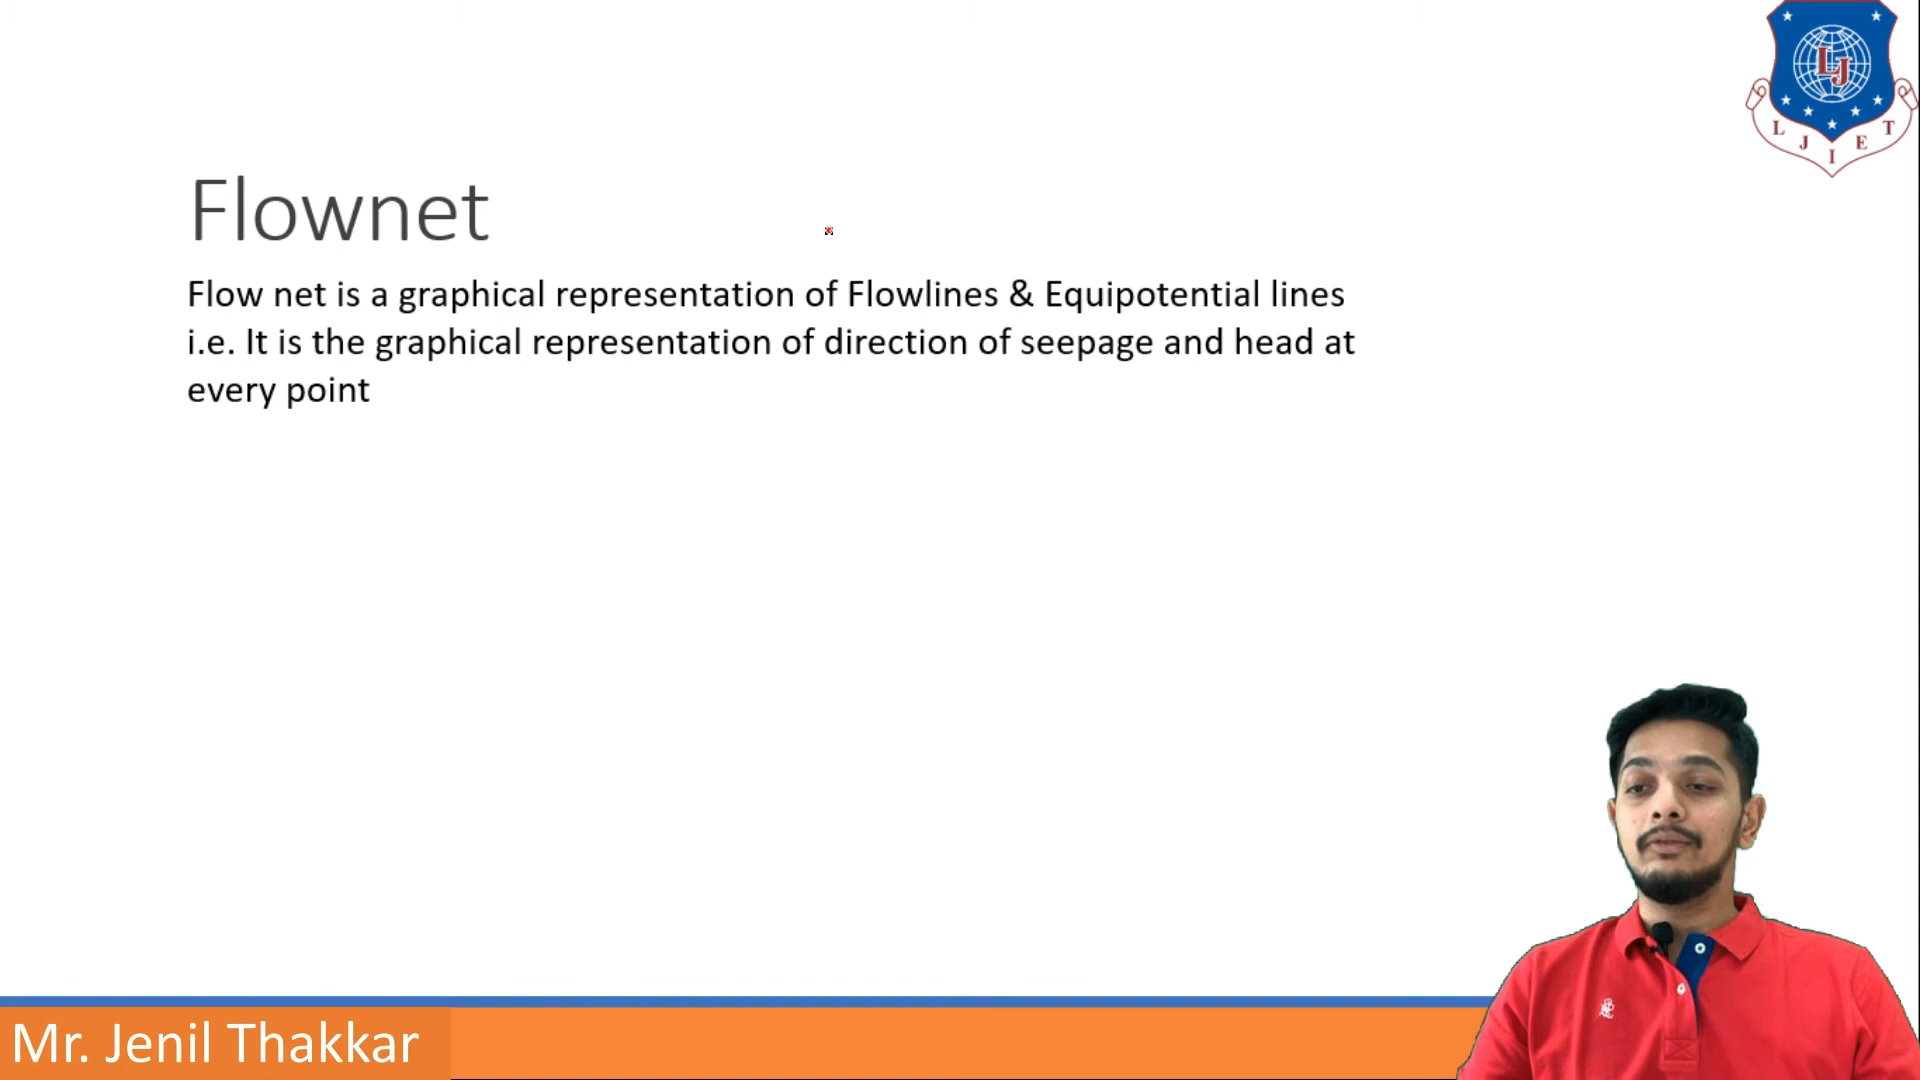 LJ
L J I E T
Flownet
Flow net is a graphical representation of Flowlines & Equipotential lines
i.e. It is the graphical representation of direction of seepage and head at
every point
Mr. Jenil Thakkar